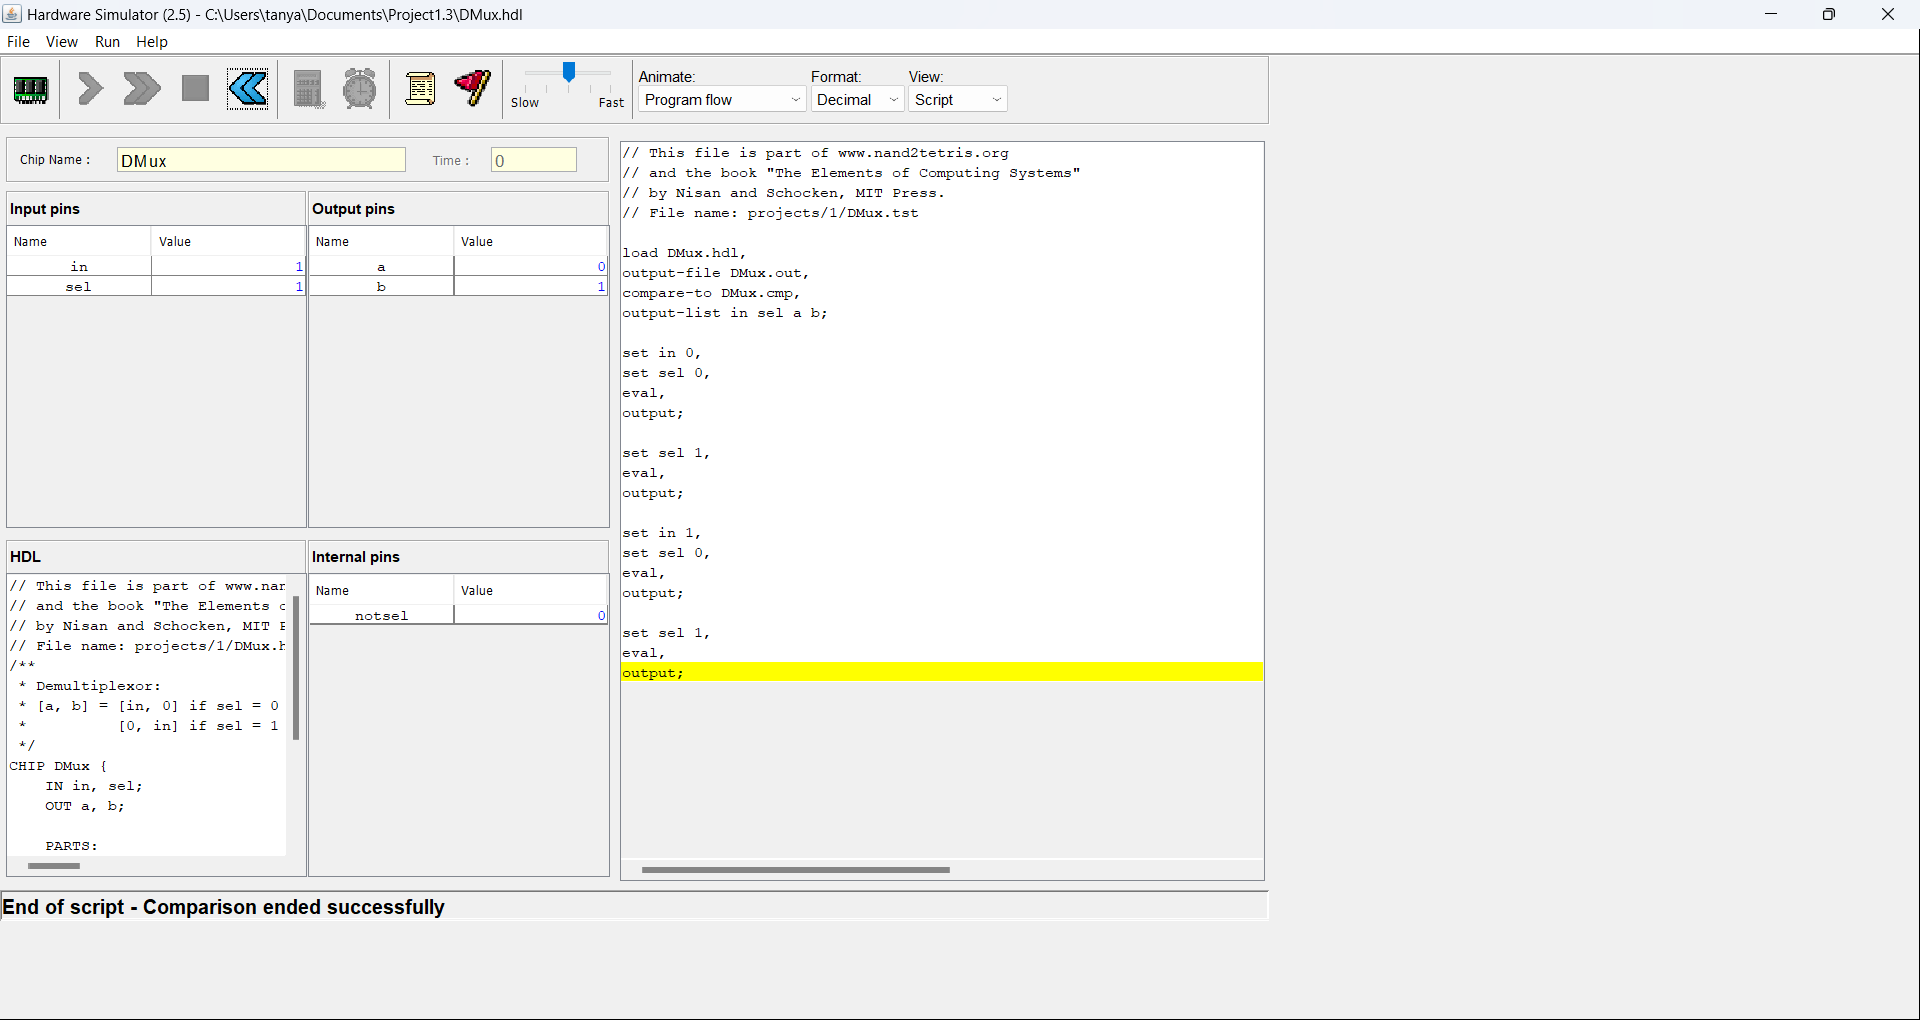 Hardware Simulator (2.5) - C:\Users\tanya\Documents\Project1.3\DMux.hdl
File View Run Help
Slow Fast
Animate: Format: View:
Program flow Decimal Script
Chip Name : DMux Time : 0
Input pins
Name Value
in 1
sel 1
Output pins
Name Value
a 0
b 1
HDL
// This file is part of www.nan
// and the book "The Elements
// by Nisan and Schocken, MIT
// File name: projects/1/DMux.h
/**
* Demultiplexor:
* [a, b] = [in, 0] if sel = 0
* [0, in] if sel = 1
*/
CHIP DMux {
IN in, sel;
OUT a, b;
PARTS:
Internal pins
Name Value
notsel 0
// This file is part of www.nand2tetris.org
// and the book "The Elements of Computing Systems"
// by Nisan and Schocken, MIT Press.
// File name: projects/1/DMux.tst
load DMux.hdl,
output-file DMux.out,
compare-to DMux.cmp,
output-list in sel a b;
set in 0,
set sel 0,
eval,
output;
set sel 1,
eval,
output;
set in 1,
set sel 0,
eval,
output;
set sel 1,
eval,
output;
End of script - Comparison ended successfully